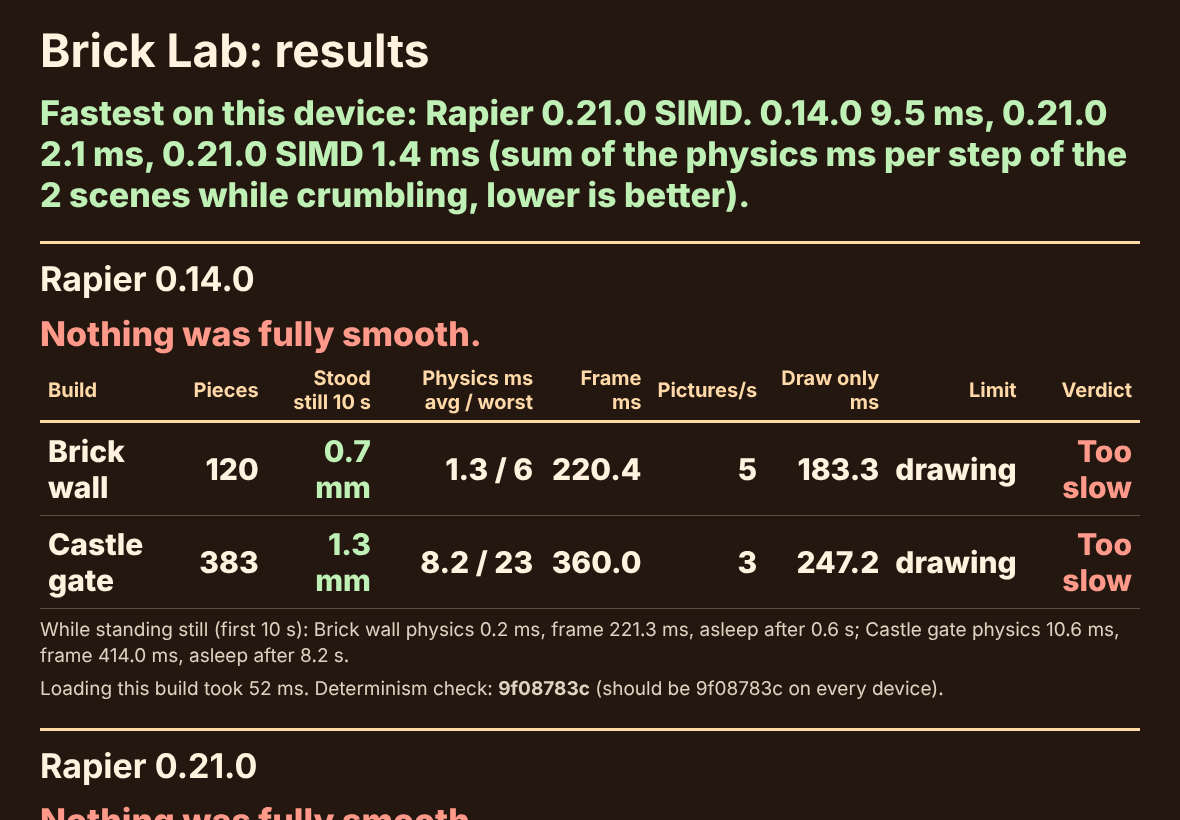 Brick Lab: results
Fastest on this device: Rapier 0.21.0 SIMD. 0.14.0 9.5 ms, 0.21.0
2.1 ms, 0.21.0 SIMD 1.4 ms (sum of the physics ms per step of the
2 scenes while crumbling, lower is better).
Rapier 0.14.0
Nothing was fully smooth.
Build Pieces Stood still 10 s Physics ms avg / worst Frame ms Pictures/s Draw only ms Limit Verdict
Brick wall 120 0.7 mm 1.3 / 6 220.4 5 183.3 drawing Too slow
Castle gate 383 1.3 mm 8.2 / 23 360.0 3 247.2 drawing Too slow
While standing still (first 10 s): Brick wall physics 0.2 ms, frame 221.3 ms, asleep after 0.6 s; Castle gate physics 10.6 ms,
frame 414.0 ms, asleep after 8.2 s.
Loading this build took 52 ms. Determinism check: 9f08783c (should be 9f08783c on every device).
Rapier 0.21.0
Nothing was fully smooth.